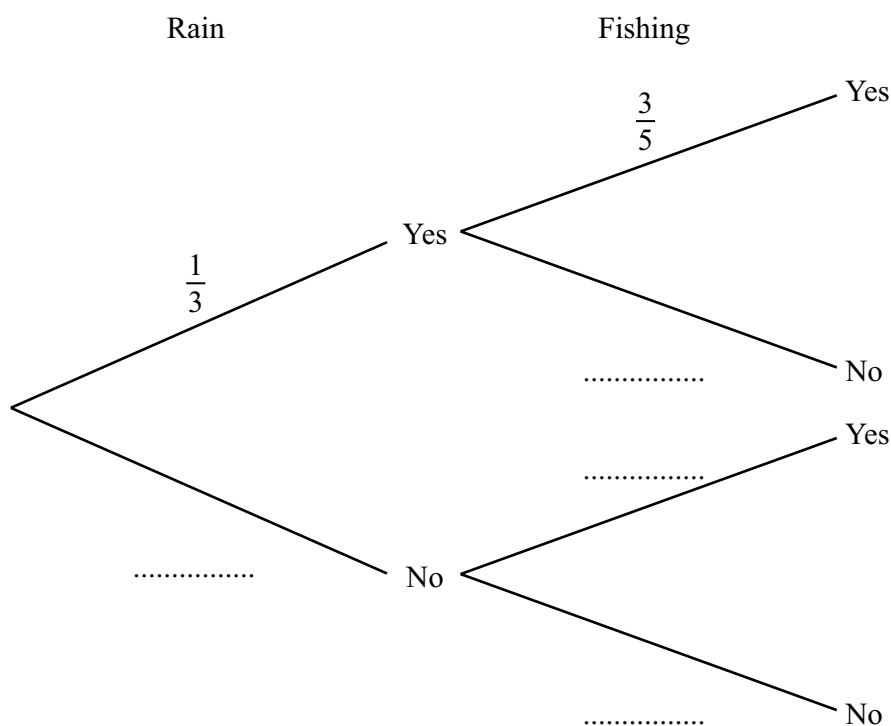 Rain Fishing
Yes
3/5
Yes
1/3
................ No
Yes
................
................ No
................ No